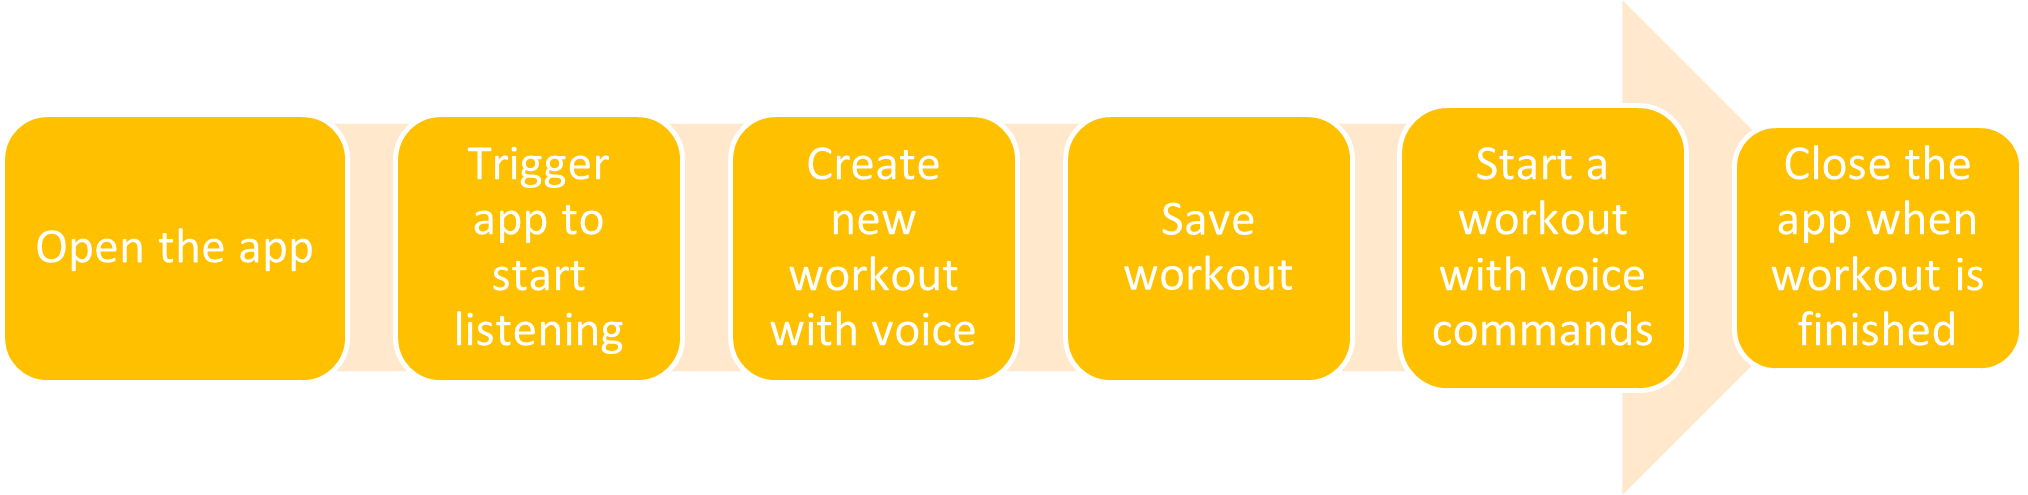 Open the app
Trigger
app to
start
listening
Create
new
workout
with voice
Save
workout
Start a
workout
with voice
commands
Close the
app when
workout is
finished